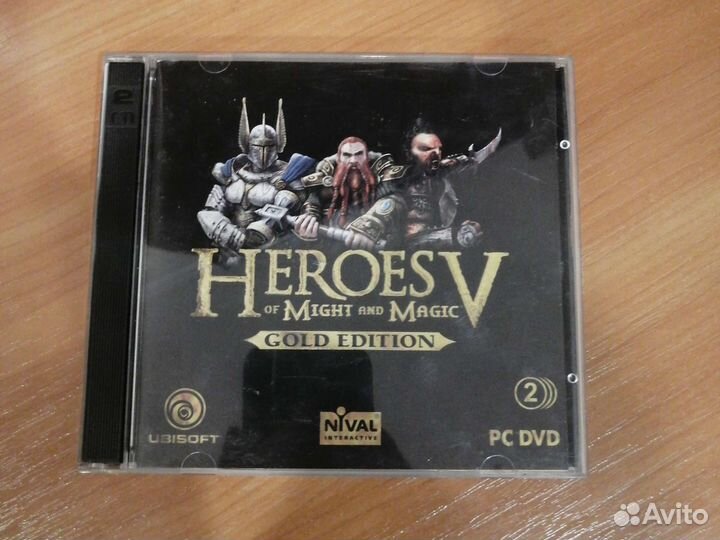 HEROES V
OF MIGHT AND MAGIC
GOLD EDITION
UBISOFT
NIVAL
INTERACTIVE
2
PC DVD
Avito